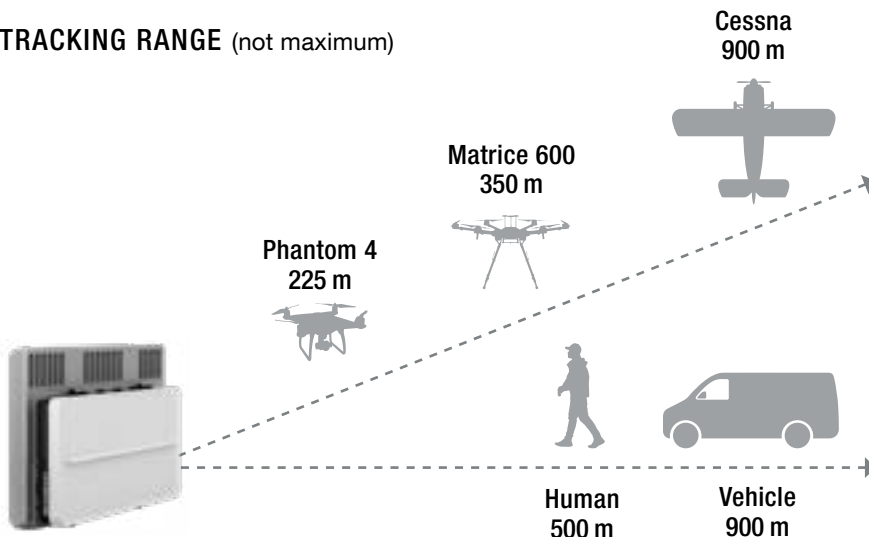 TRACKING RANGE (not maximum)
Cessna
900 m
Matrice 600
350 m
Phantom 4
225 m
Human
500 m
Vehicle
900 m